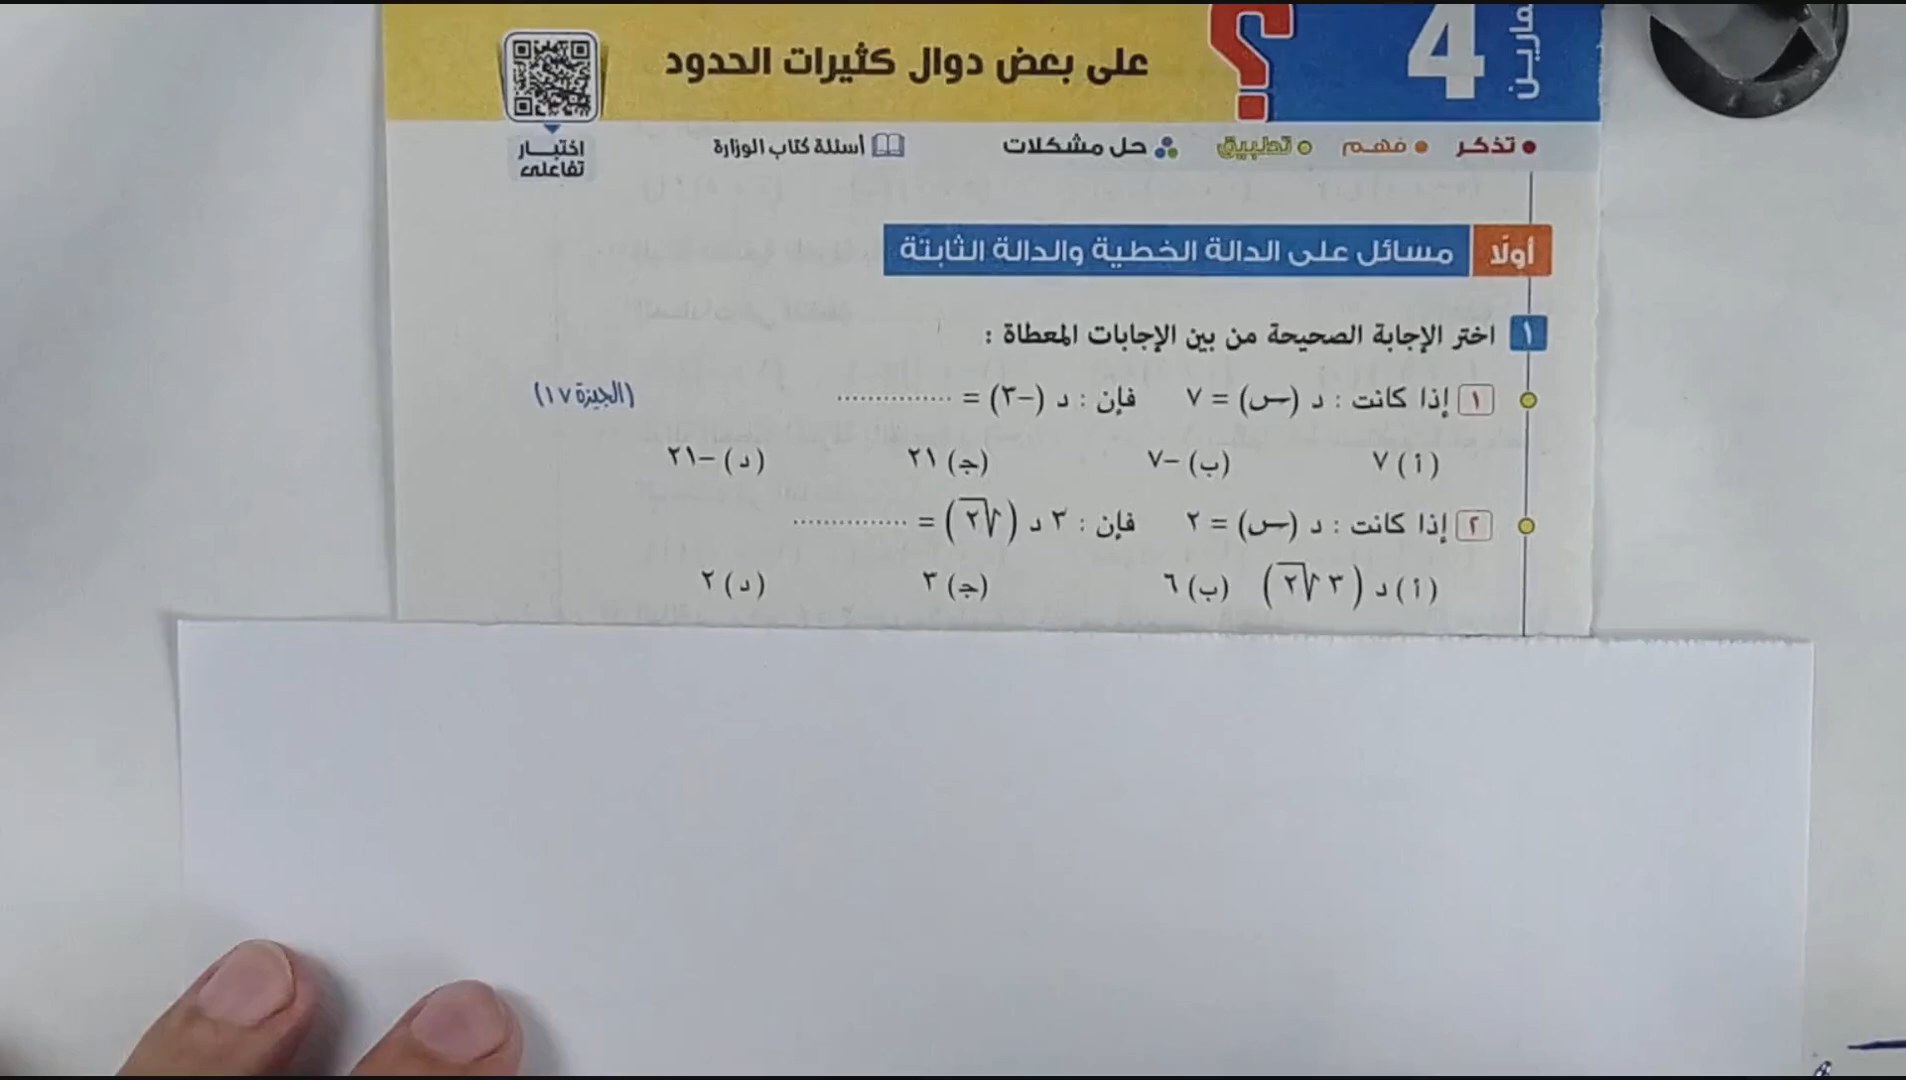 تمارين 4
على بعض دوال كثيرات الحدود
اختبار تفاعلى
• تذكر • فهم • تطبيق حل مشكلات أسئلة كتاب الوزارة
أولًا مسائل على الدالة الخطية والدالة الثابتة
١ اختر الإجابة الصحيحة من بين الإجابات المعطاة :
١ إذا كانت : د (س) = ٧ فإن : د (–٣) = .............. (الجيزة ١٧)
(أ) ٧ (ب) –٧ (جـ) ٢١ (د) –٢١
٢ إذا كانت : د (س) = ٢ فإن : ٣ د (√٢) = ..............
(أ) د (٣ √٢) (ب) ٦ (جـ) ٣ (د) ٢